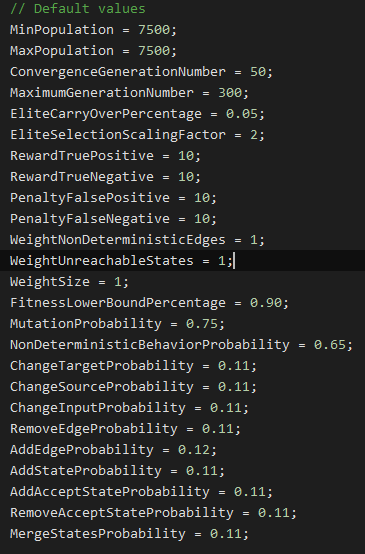 // Default values
MinPopulation = 7500;
MaxPopulation = 7500;
ConvergenceGenerationNumber = 50;
MaximumGenerationNumber = 300;
EliteCarryOverPercentage = 0.05;
EliteSelectionScalingFactor = 2;
RewardTruePositive = 10;
RewardTrueNegative = 10;
PenaltyFalsePositive = 10;
PenaltyFalseNegative = 10;
WeightNonDeterministicEdges = 1;
WeightUnreachableStates = 1;
WeightSize = 1;
FitnessLowerBoundPercentage = 0.90;
MutationProbability = 0.75;
NonDeterministicBehaviorProbability = 0.65;
ChangeTargetProbability = 0.11;
ChangeSourceProbability = 0.11;
ChangeInputProbability = 0.11;
RemoveEdgeProbability = 0.11;
AddEdgeProbability = 0.12;
AddStateProbability = 0.11;
AddAcceptStateProbability = 0.11;
RemoveAcceptStateProbability = 0.11;
MergeStatesProbability = 0.11;